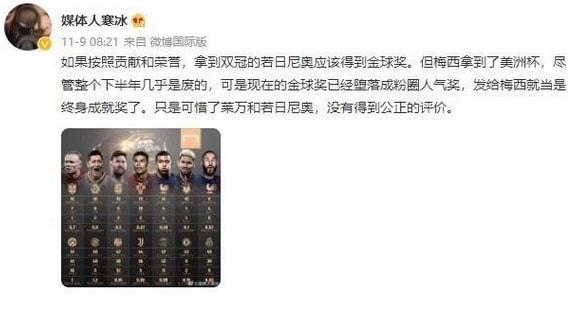 媒体人寒冰
11-9 08:21 来自 微博国际版
如果按照贡献和荣誉，拿到双冠的若日尼奥应该得到金球奖。但梅西拿到了美洲杯，尽
管整个下半年几乎是废的，可是现在的金球奖已经堕落成粉圈人气奖，发给梅西就当是
终身成就奖了。只是可惜了莱万和若日尼奥，没有得到公正的评价。